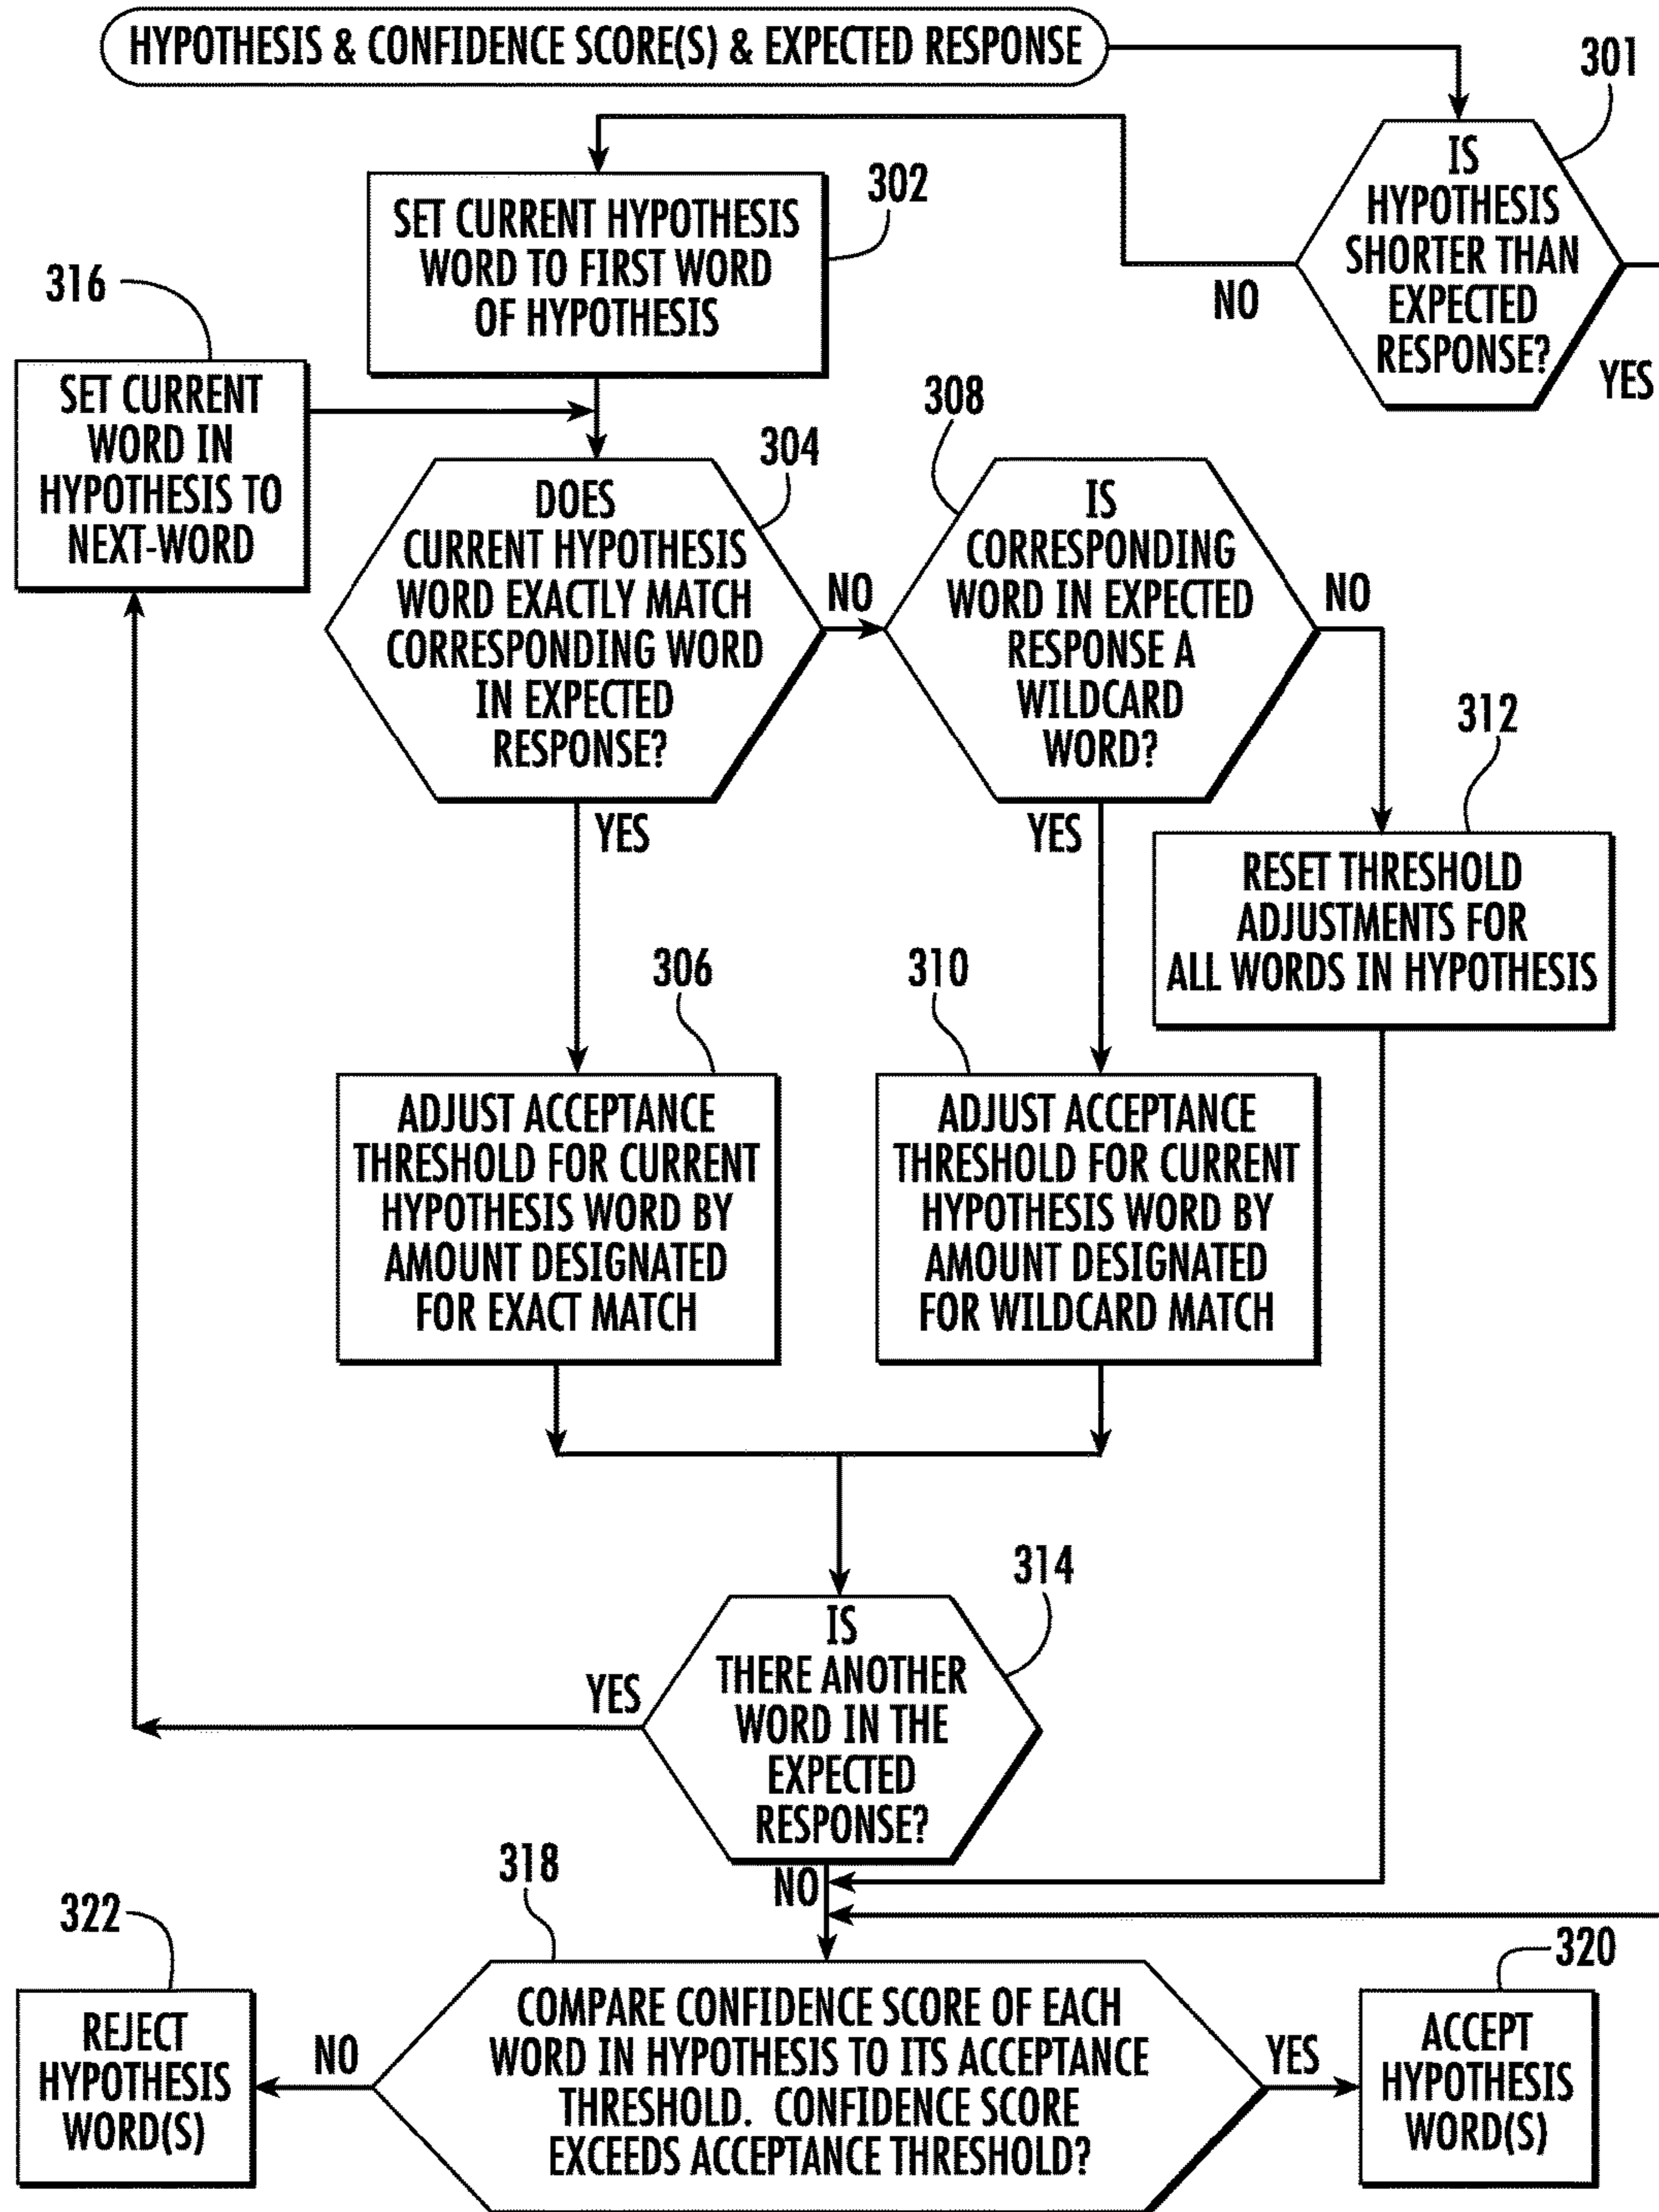 HYPOTHESIS & CONFIDENCE SCORE(S) & EXPECTED RESPONSE
301
IS
HYPOTHESIS
SHORTER THAN
EXPECTED
RESPONSE?
NO
YES
302
SET CURRENT HYPOTHESIS
WORD TO FIRST WORD
OF HYPOTHESIS
316
SET CURRENT
WORD IN
HYPOTHESIS TO
NEXT-WORD
304
DOES
CURRENT HYPOTHESIS
WORD EXACTLY MATCH
CORRESPONDING WORD
IN EXPECTED
RESPONSE?
NO
YES
308
IS
CORRESPONDING
WORD IN EXPECTED
RESPONSE A
WILDCARD
WORD?
NO
YES
312
RESET THRESHOLD
ADJUSTMENTS FOR
ALL WORDS IN HYPOTHESIS
306
ADJUST ACCEPTANCE
THRESHOLD FOR CURRENT
HYPOTHESIS WORD BY
AMOUNT DESIGNATED
FOR EXACT MATCH
310
ADJUST ACCEPTANCE
THRESHOLD FOR CURRENT
HYPOTHESIS WORD BY
AMOUNT DESIGNATED
FOR WILDCARD MATCH
314
IS
THERE ANOTHER
WORD IN THE
EXPECTED
RESPONSE?
YES
NO
318
COMPARE CONFIDENCE SCORE OF EACH
WORD IN HYPOTHESIS TO ITS ACCEPTANCE
THRESHOLD. CONFIDENCE SCORE
EXCEEDS ACCEPTANCE THRESHOLD?
NO
YES
322
REJECT
HYPOTHESIS
WORD(S)
320
ACCEPT
HYPOTHESIS
WORD(S)